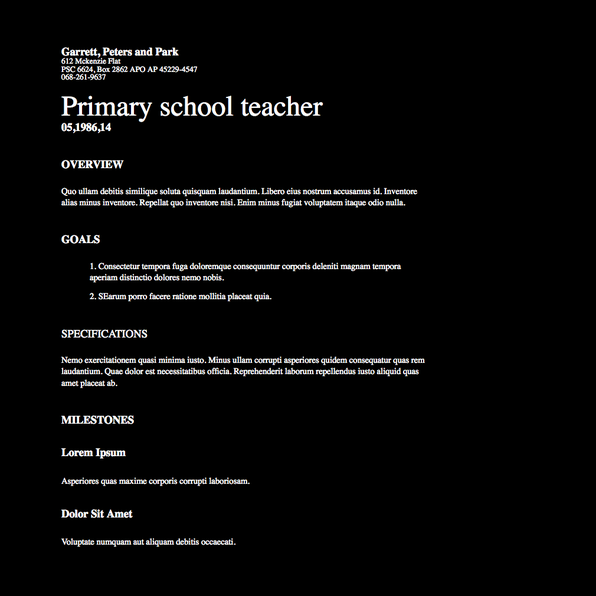 Garrett, Peters and Park
612 Mckenzie Flat
PSC 6624, Box 2862 APO AP 45229-4547
068-261-9637
Primary school teacher
05,1986,14
OVERVIEW
Quo ullam debitis similique soluta quisquam laudantium. Libero eius nostrum accusamus id. Inventore
alias minus inventore. Repellat quo inventore nisi. Enim minus fugiat voluptatem itaque odio nulla.
GOALS
1. Consectetur tempora fuga doloremque consequuntur corporis deleniti magnam tempora
aperiam distinctio dolores nemo nobis.
2. SEarum porro facere ratione mollitia placeat quia.
SPECIFICATIONS
Nemo exercitationem quasi minima iusto. Minus ullam corrupti asperiores quidem consequatur quas rem
laudantium. Quae dolor est necessitatibus officia. Reprehenderit laborum repellendus iusto aliquid quas
amet placeat ab.
MILESTONES
Lorem Ipsum
Asperiores quas maxime corporis corrupti laboriosam.
Dolor Sit Amet
Voluptate numquam aut aliquam debitis occaecati.